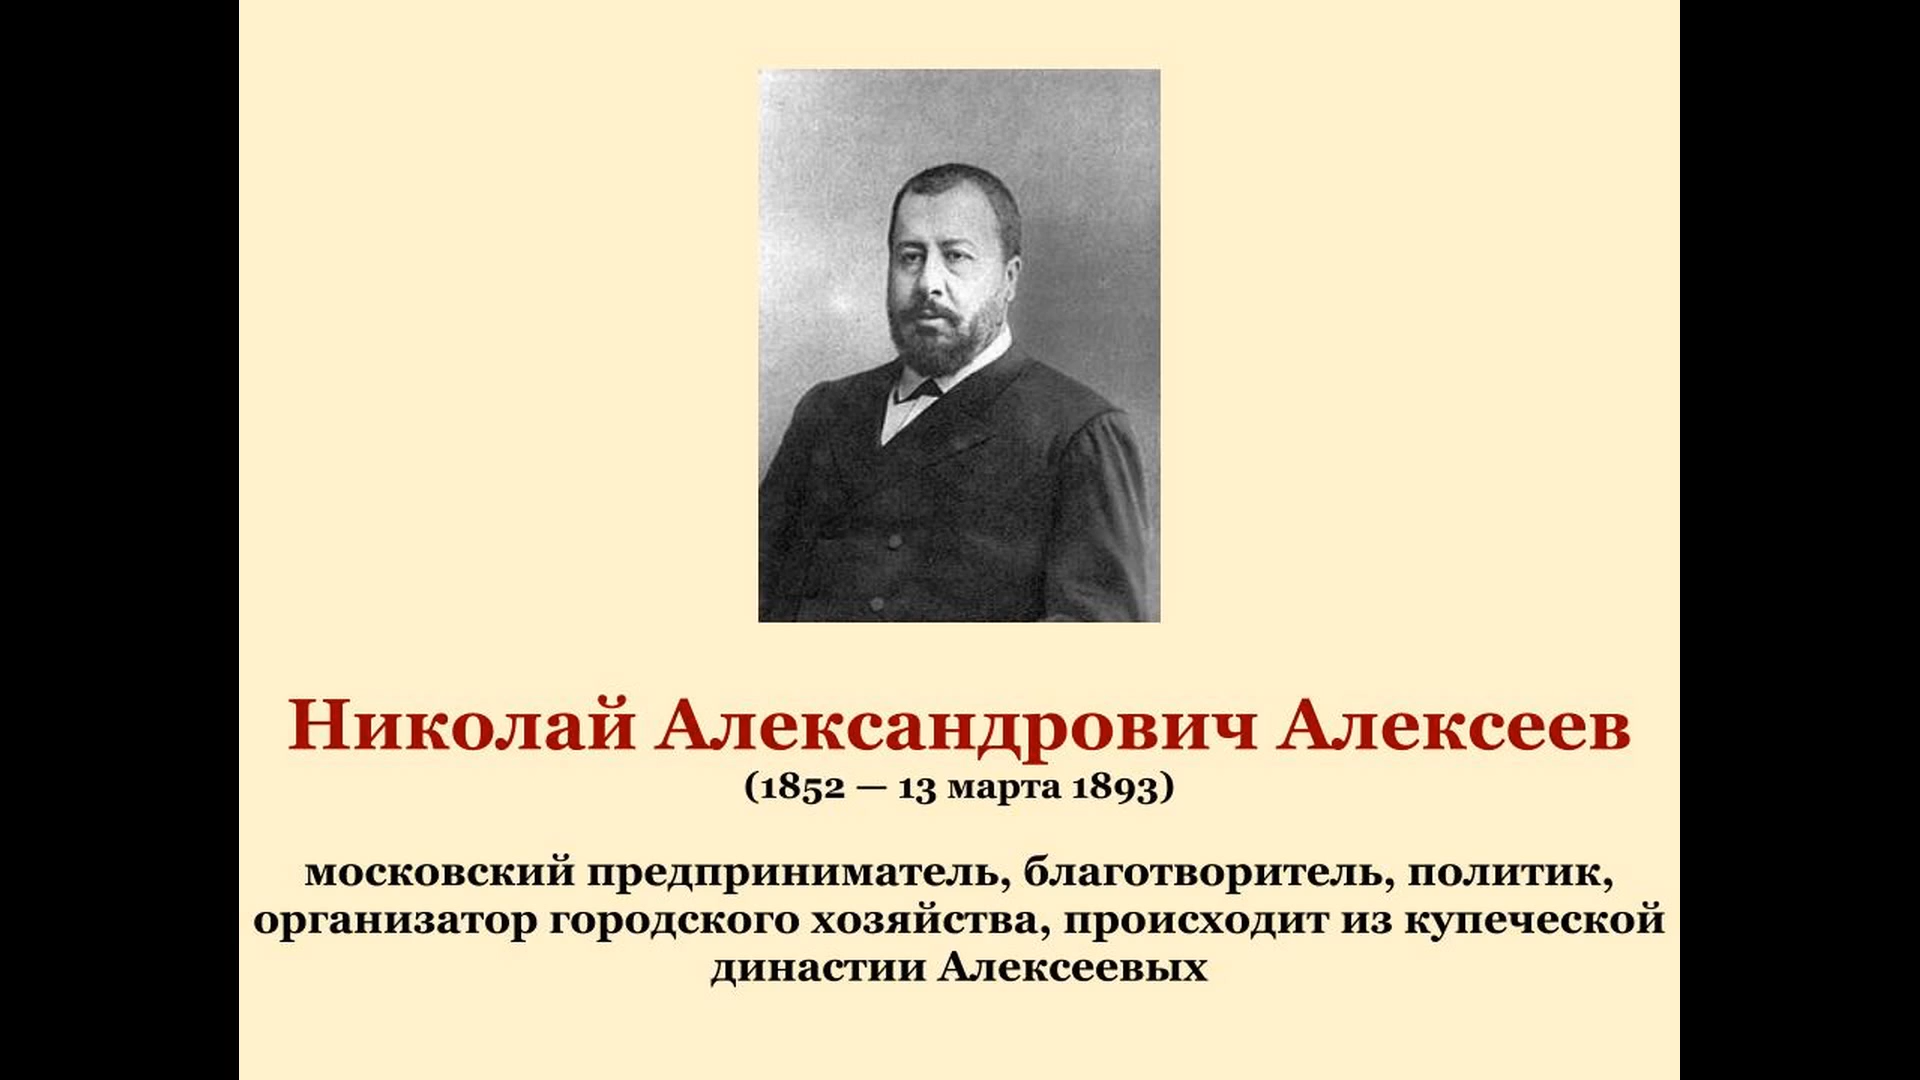 Николай Александрович Алексеев
(1852 — 13 марта 1893)
московский предприниматель, благотворитель, политик,
организатор городского хозяйства, происходит из купеческой
династии Алексеевых